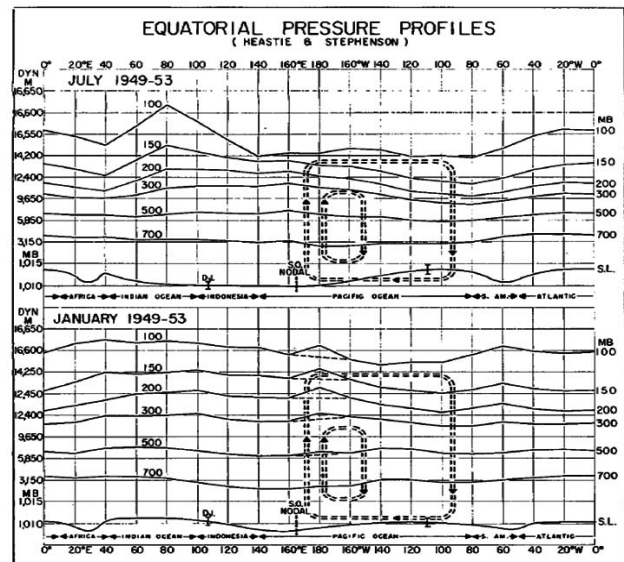 EQUATORIAL PRESSURE PROFILES
(HEASTIE & STEPHENSON)
0° 20°E 40 60 80 100 120 140 160 180 160°W 140 120 100 80 60 40 20°W 0°
DYN M
JULY 1949-53
16,650
16,600
16,550
14,200
12,400
9,650
5,850
3,150
MB
1,015
1,010
100
150
200
300
500
700
S.O. NODAL
DJ.
MB
100
150
200
300
500
700
S.L.
AFRICA INDIAN OCEAN INDONESIA PACIFIC OCEAN S. AM. ATLANTIC
DYN M
JANUARY 1949-53
16,650
16,600
14,250
12,450
12,400
9,650
5,850
3,150
MB
1,015
1,010
100
150
200
300
500
700
S.O. NODAL
DJ.
MB
100
150
200
300
500
700
S.L.
AFRICA INDIAN OCEAN INDONESIA PACIFIC OCEAN S. AM. ATLANTIC
0° 20°E 40 60 80 100 120 140 160 180 160°W 140 120 100 80 60 40 20°W 0°